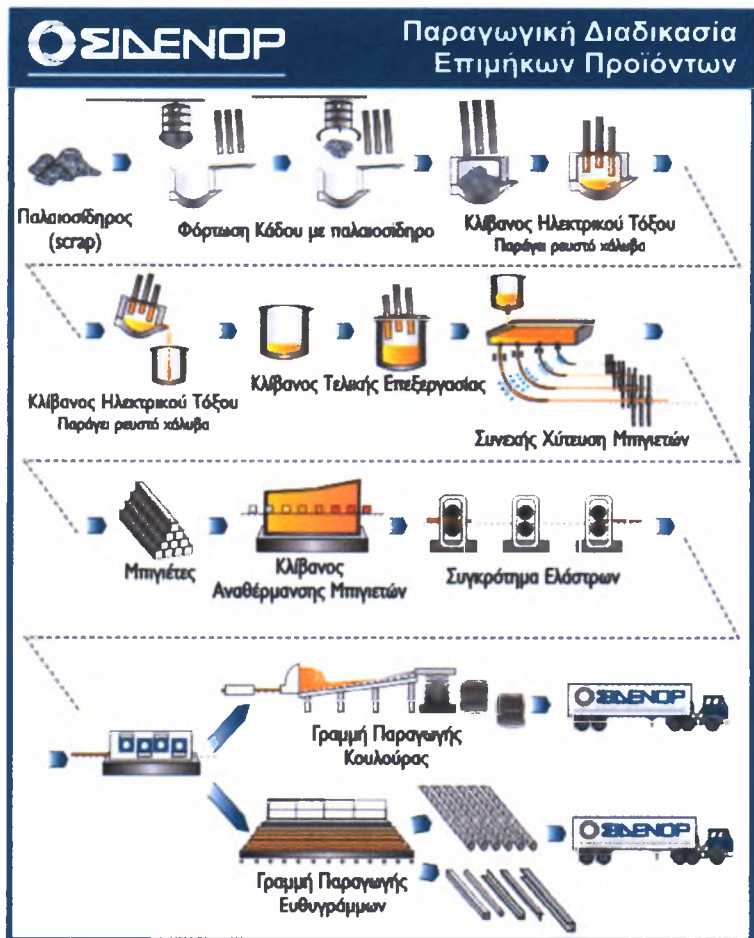 ΣΙΔΕΝΟΡ
Παραγωγική Διαδικασία
Επιμήκων Προϊόντων
Παλαιοσίδηρος
(scrap)
Φόρτωση Κάδου με παλαιοσίδηρο
Κλίβανος Ηλεκτρικού Τόξου
Παράγει ρευστό χάλυβα
Κλίβανος Ηλεκτρικού Τόξου
Παράγει ρευστό χάλυβα
Κλίβανος Τελικής Επεξεργασίας
Συνεχής Χύτευση Μπιγιετών
Μπιγιέτες
Κλίβανος
Αναθέρμανσης Μπιγιετών
Συγκρότημα Ελάστρων
Γραμμή Παραγωγής
Κουλούρας
ΣΙΔΕΝΟΡ
Γραμμή Παραγωγής
Ευθυγράμμων
ΣΙΔΕΝΟΡ